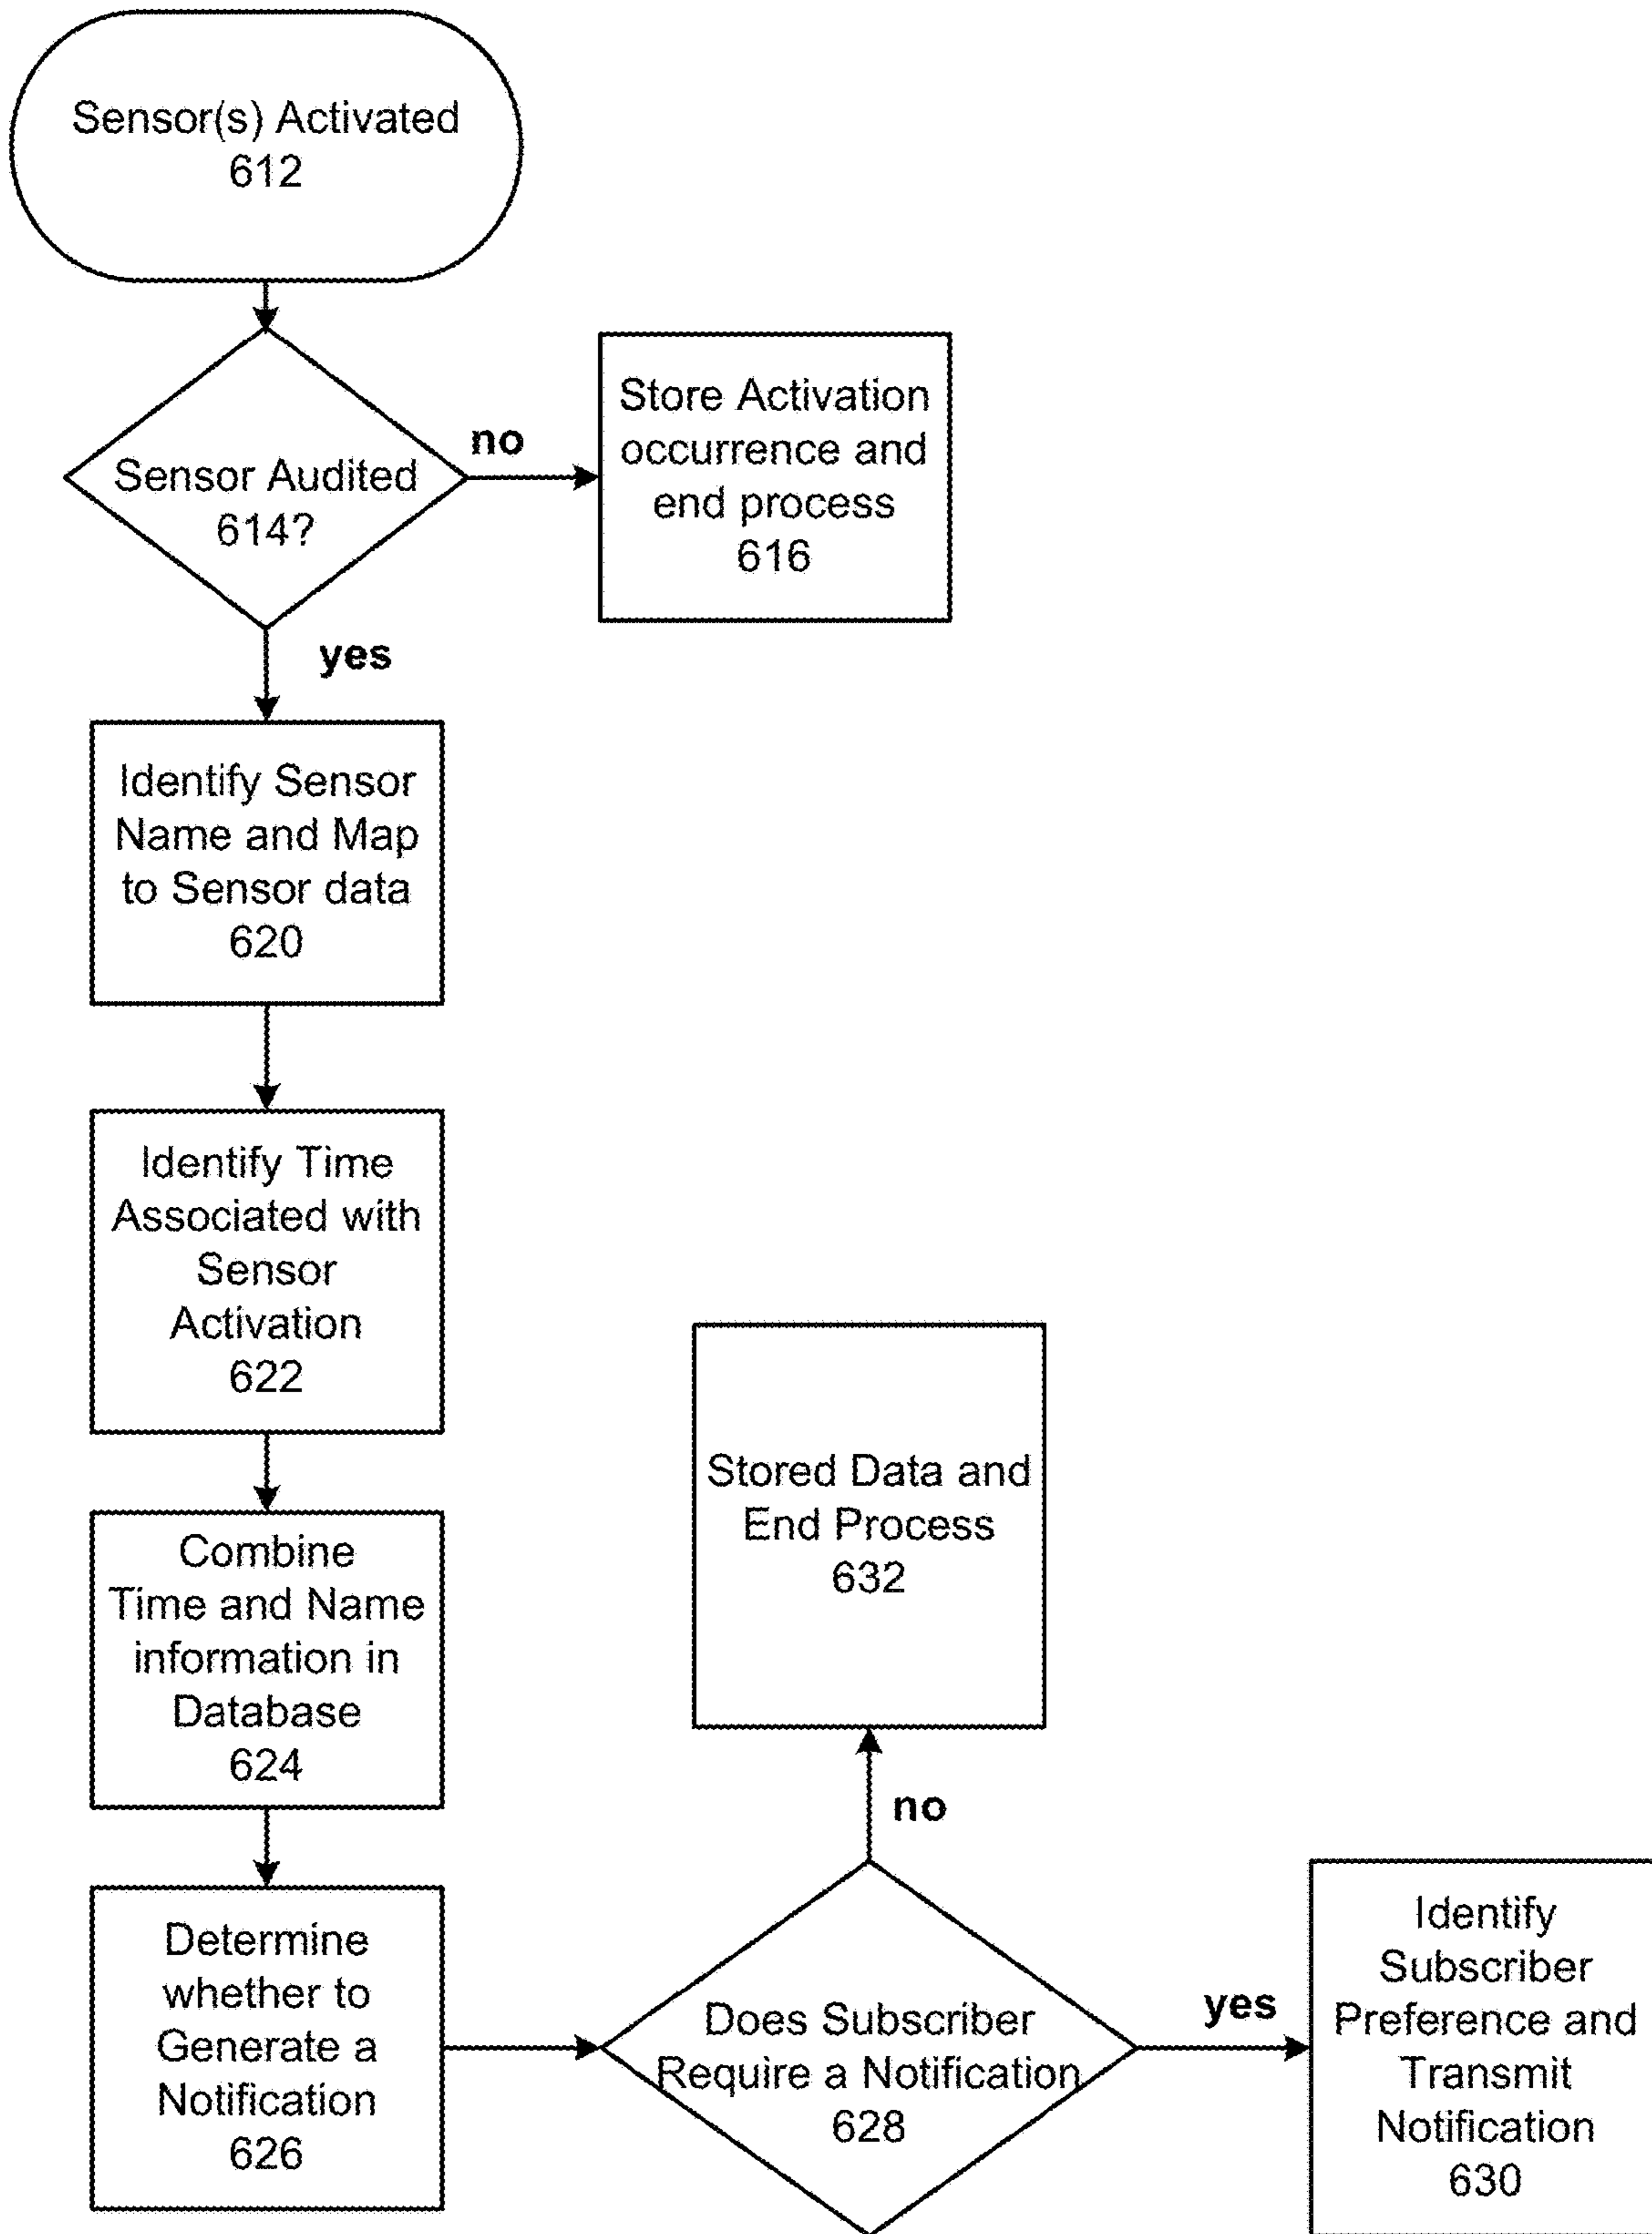 Sensor(s) Activated
612
Sensor Audited
614?
no
Store Activation
occurrence and
end process
616
yes
Identify Sensor
Name and Map
to Sensor data
620
Identify Time
Associated with
Sensor
Activation
622
Combine
Time and Name
information in
Database
624
Determine
whether to
Generate a
Notification
626
Does Subscriber
Require a Notification
628
no
Stored Data and
End Process
632
yes
Identify
Subscriber
Preference and
Transmit
Notification
630